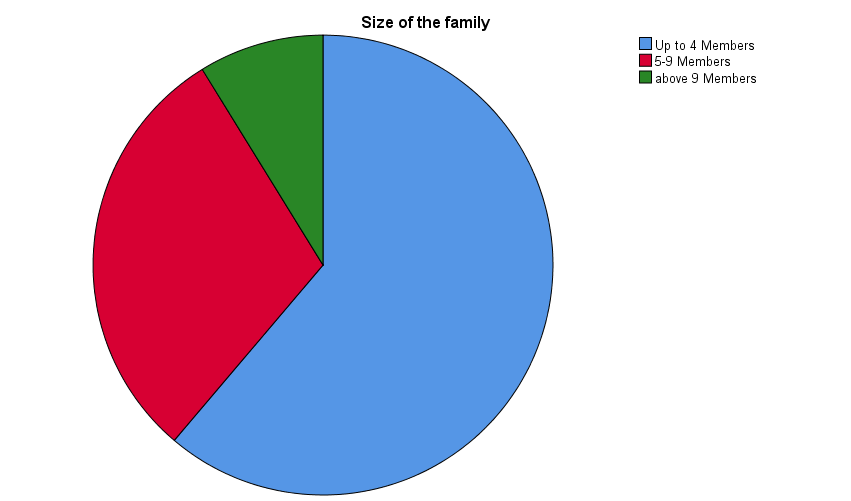 Size of the family
Up to 4 Members
5-9 Members
above 9 Members